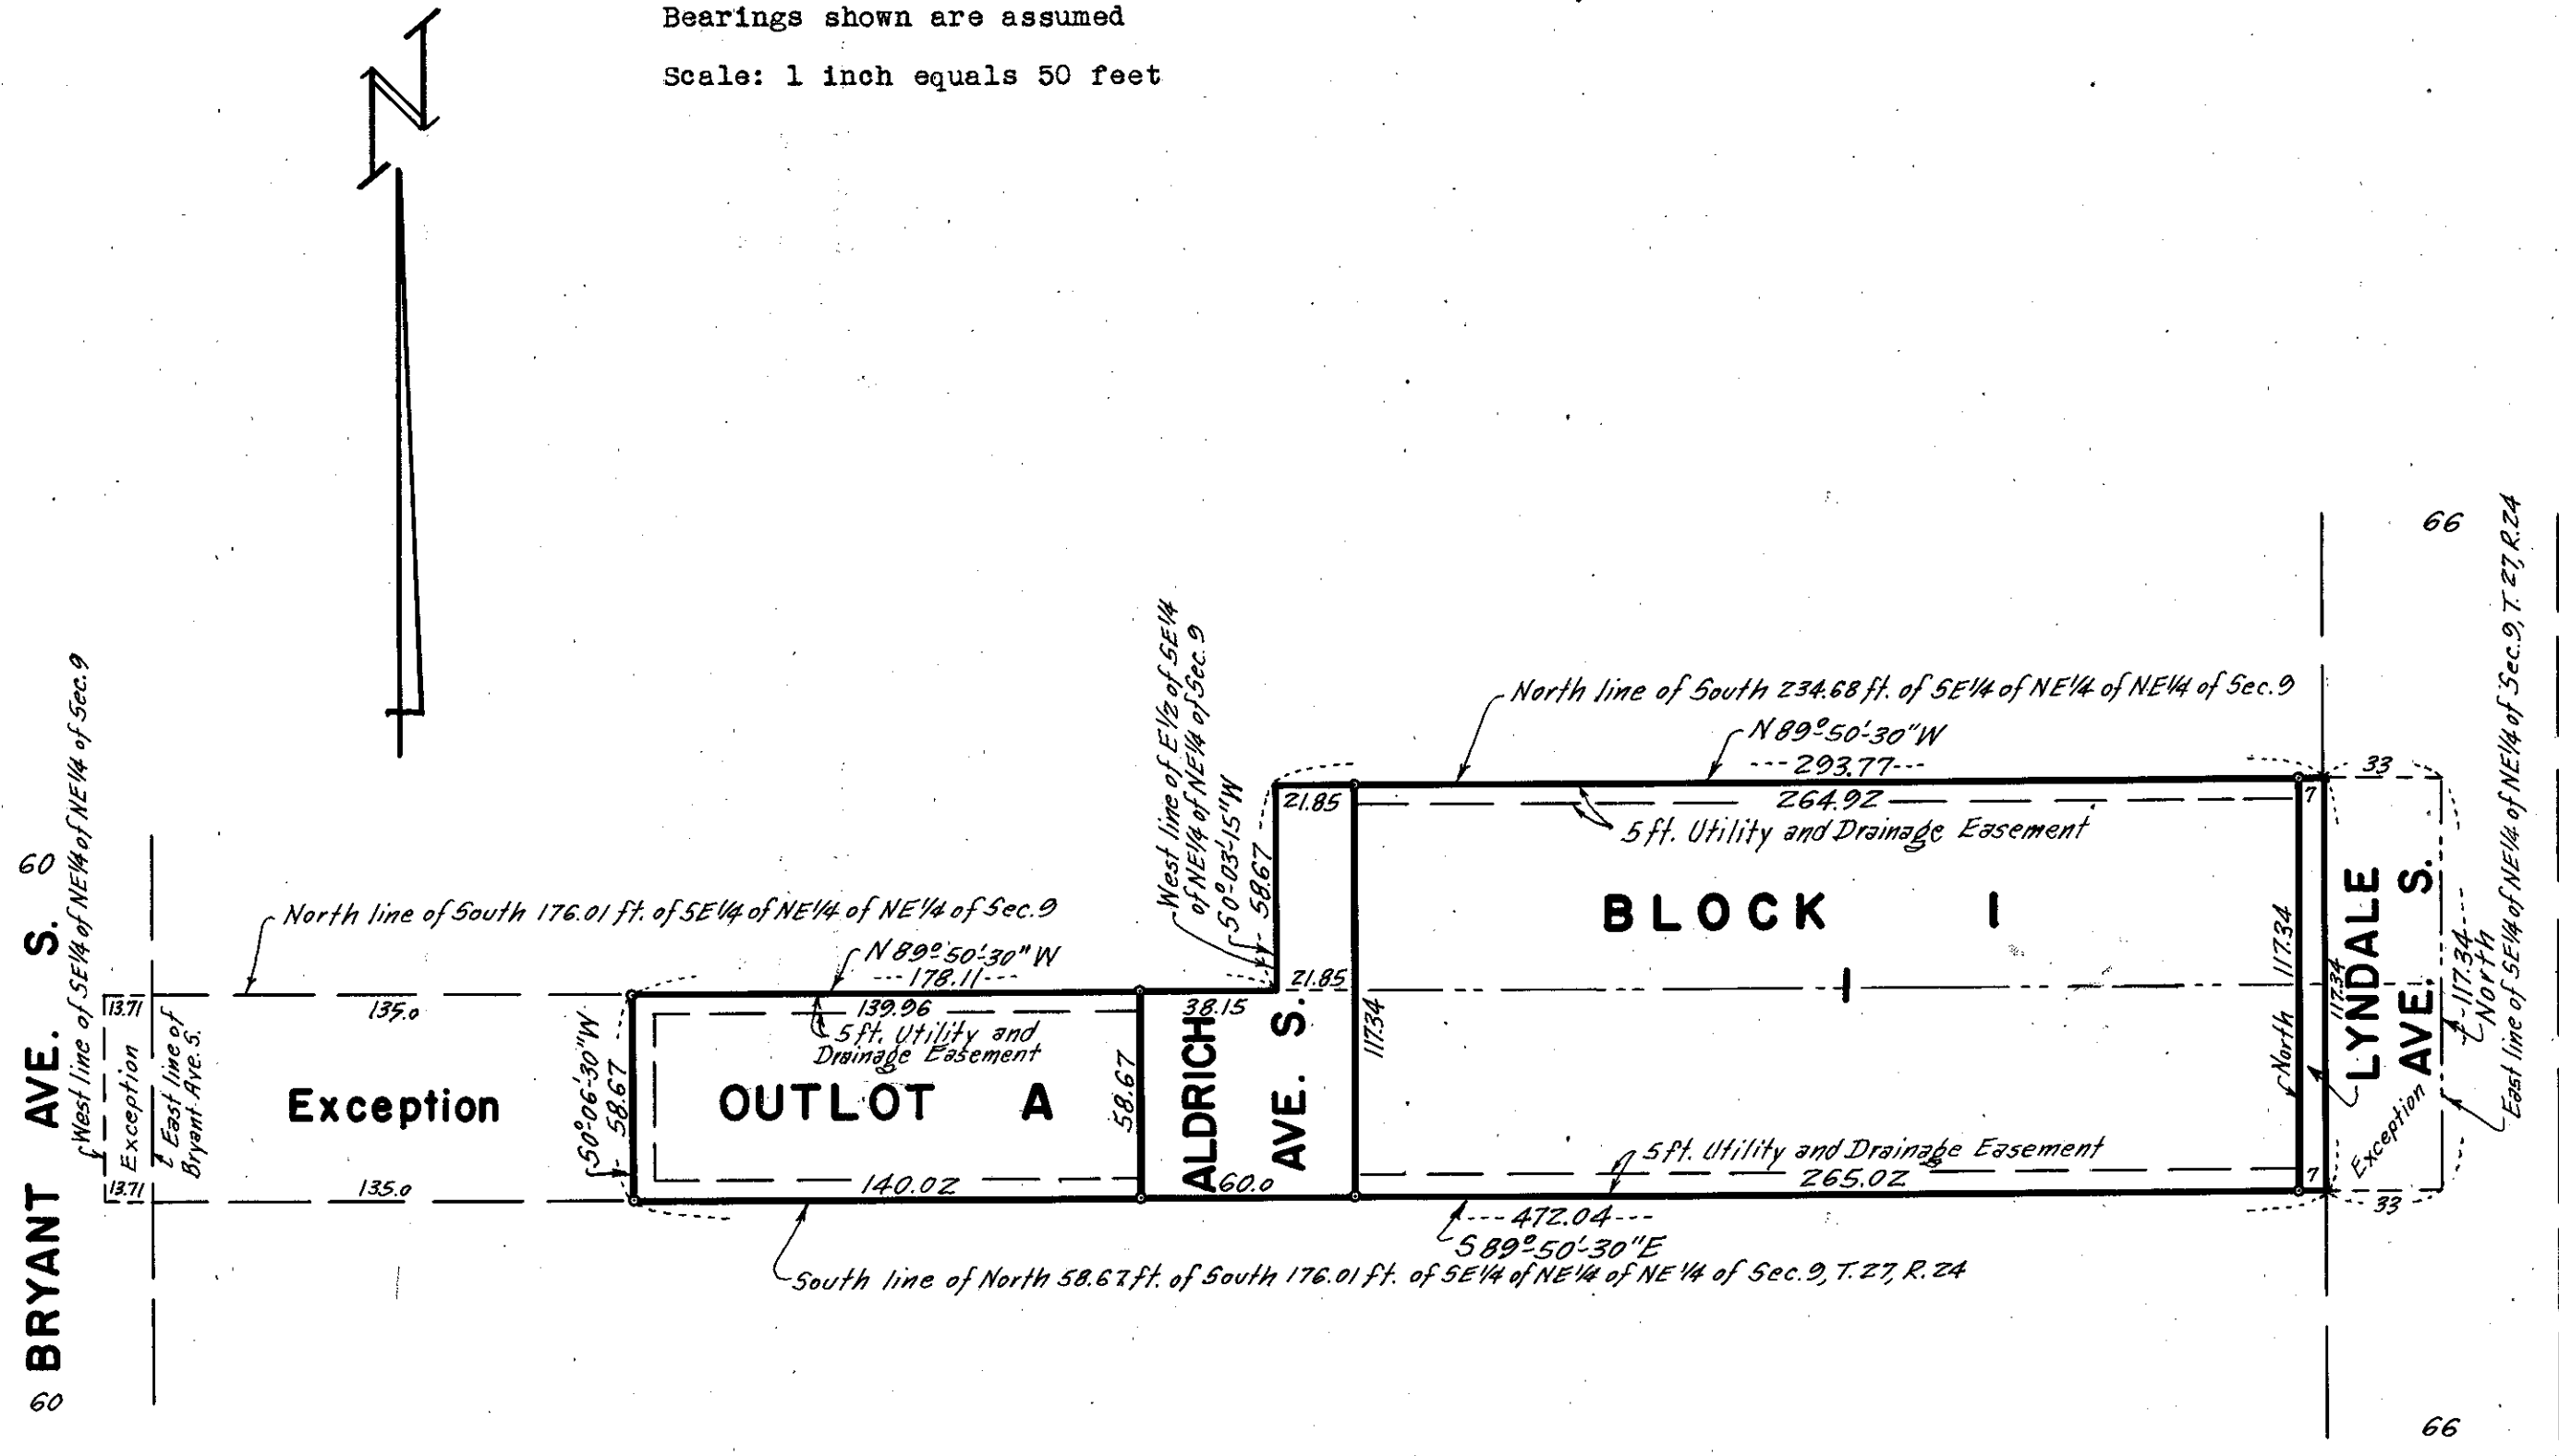 Bearings shown are assumed
Scale: 1 inch equals 50 feet
N
66
East line of SE1/4 of NE1/4 of NE1/4 of Sec.9, T.27, R.24
West line of E1/2 of SE1/4
of NE1/4 of NE1/4 of Sec.9
S0°-03'-15"W
58.67
North line of South 234.68 ft. of SE1/4 of NE1/4 of NE1/4 of Sec.9
N89°-50'-30"W
293.77
33
21.85
264.92
7
5 ft. Utility and Drainage Easement
BLOCK 1
60
West line of SE1/4 of NE1/4 of NE1/4 of Sec.9
BRYANT AVE. S.
North line of South 176.01 ft. of SE1/4 of NE1/4 of NE1/4 of Sec.9
N89°-50'-30"W
178.11
21.85
13.71
135.0
139.96
38.15
5 ft. Utility and
Drainage Easement
Exception
East line of
Bryant Ave. S.
Exception
S0°-06'-30"W
58.67
OUTLOT A
58.67
ALDRICH
AVE. S.
117.34
1
117.34
North
117.34
LYNDALE
AVE. S.
117.34
North
Exception
13.71
135.0
140.02
60.0
5 ft. Utility and Drainage Easement
265.02
7
33
472.04
S89°-50'-30"E
South line of North 58.67 ft. of South 176.01 ft. of SE1/4 of NE1/4 of NE1/4 of Sec.9, T.27, R.24
60
66